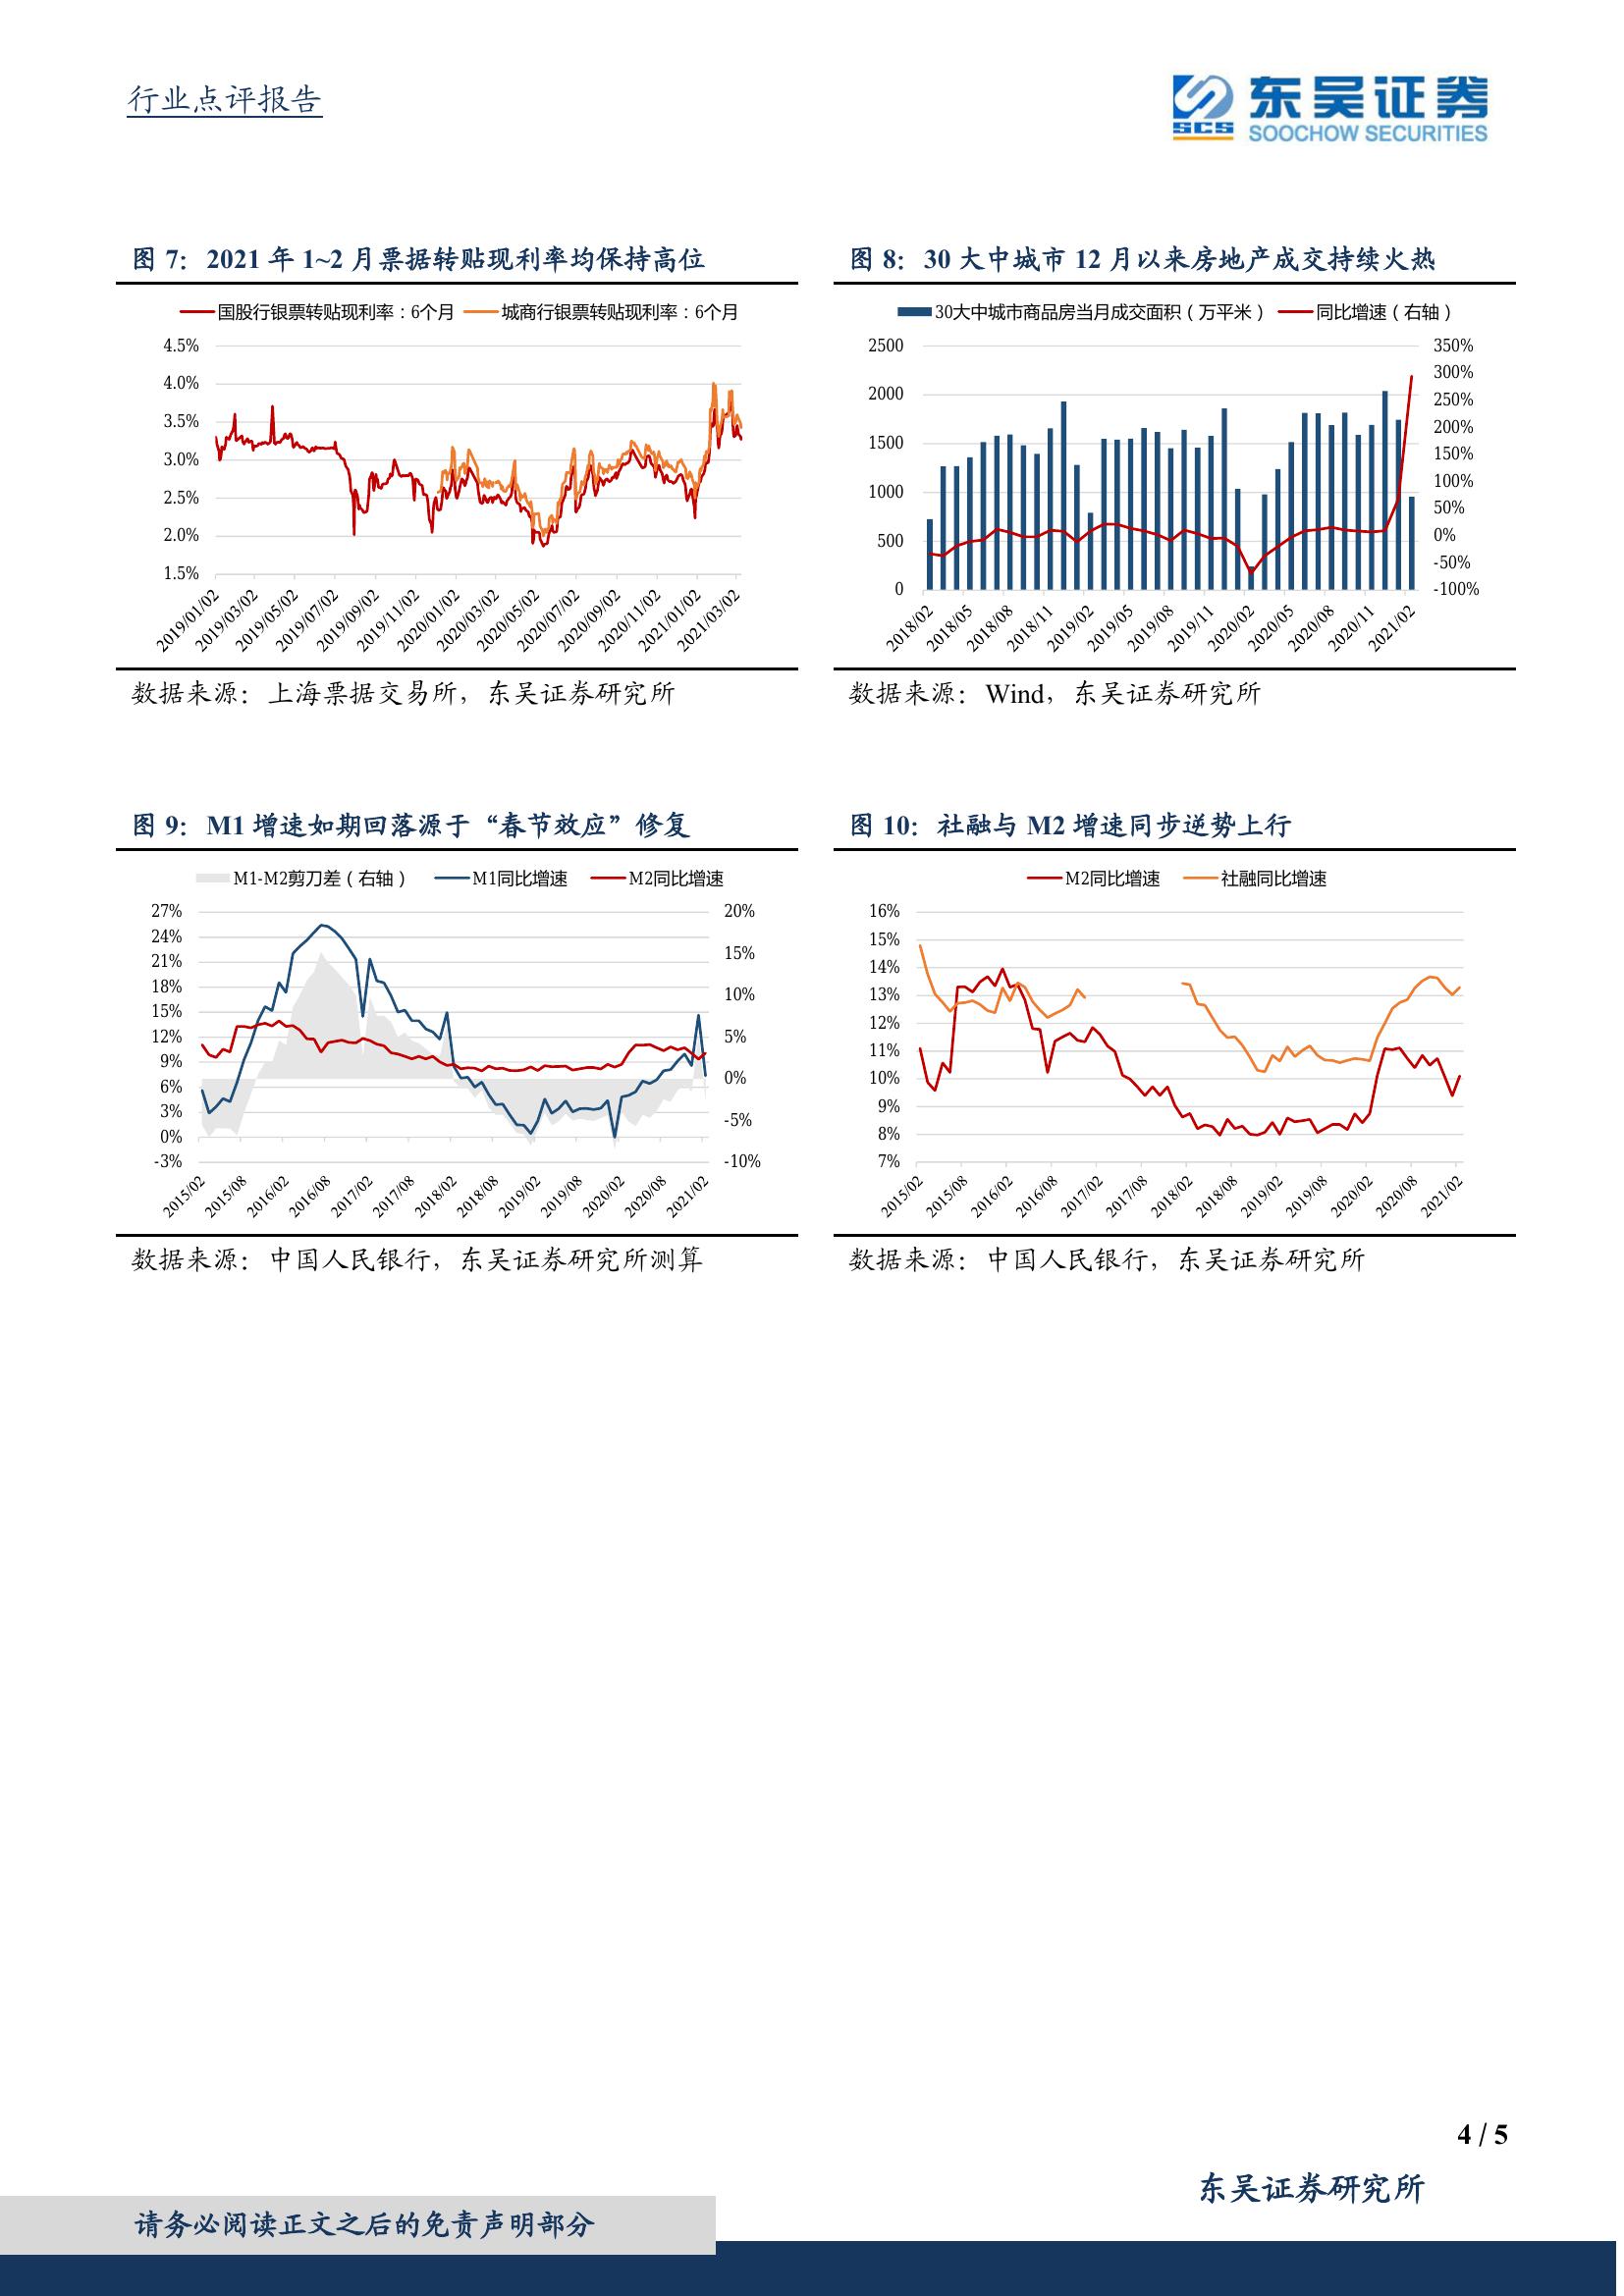 行业点评报告
东吴证券
SCS
SOOCHOW SECURITIES
图 7：2021 年 1~2 月票据转贴现利率均保持高位
国股行银票转贴现利率：6个月 城商行银票转贴现利率：6个月
4.5%
4.0%
3.5%
3.0%
2.5%
2.0%
1.5%
2019/01/02 2019/03/02 2019/05/02 2019/07/02 2019/09/02 2019/11/02 2020/01/02 2020/03/02 2020/05/02 2020/07/02 2020/09/02 2020/11/02 2021/01/02 2021/03/02
数据来源：上海票据交易所，东吴证券研究所
图 8：30 大中城市 12 月以来房地产成交持续火热
30大中城市商品房当月成交面积（万平米） 同比增速（右轴）
2500
2000
1500
1000
500
0
350%
300%
250%
200%
150%
100%
50%
0%
-50%
-100%
2018/02 2018/05 2018/08 2018/11 2019/02 2019/05 2019/08 2019/11 2020/02 2020/05 2020/08 2020/11 2021/02
数据来源：Wind，东吴证券研究所
图 9：M1 增速如期回落源于“春节效应”修复
M1-M2剪刀差（右轴） M1同比增速 M2同比增速
27%
24%
21%
18%
15%
12%
9%
6%
3%
0%
-3%
20%
15%
10%
5%
0%
-5%
-10%
2015/02 2015/08 2016/02 2016/08 2017/02 2017/08 2018/02 2018/08 2019/02 2019/08 2020/02 2020/08 2021/02
数据来源：中国人民银行，东吴证券研究所测算
图 10：社融与 M2 增速同步逆势上行
M2同比增速 社融同比增速
16%
15%
14%
13%
12%
11%
10%
9%
8%
7%
2015/02 2015/08 2016/02 2016/08 2017/02 2017/08 2018/02 2018/08 2019/02 2019/08 2020/02 2020/08 2021/02
数据来源：中国人民银行，东吴证券研究所
4 / 5
东吴证券研究所
请务必阅读正文之后的免责声明部分